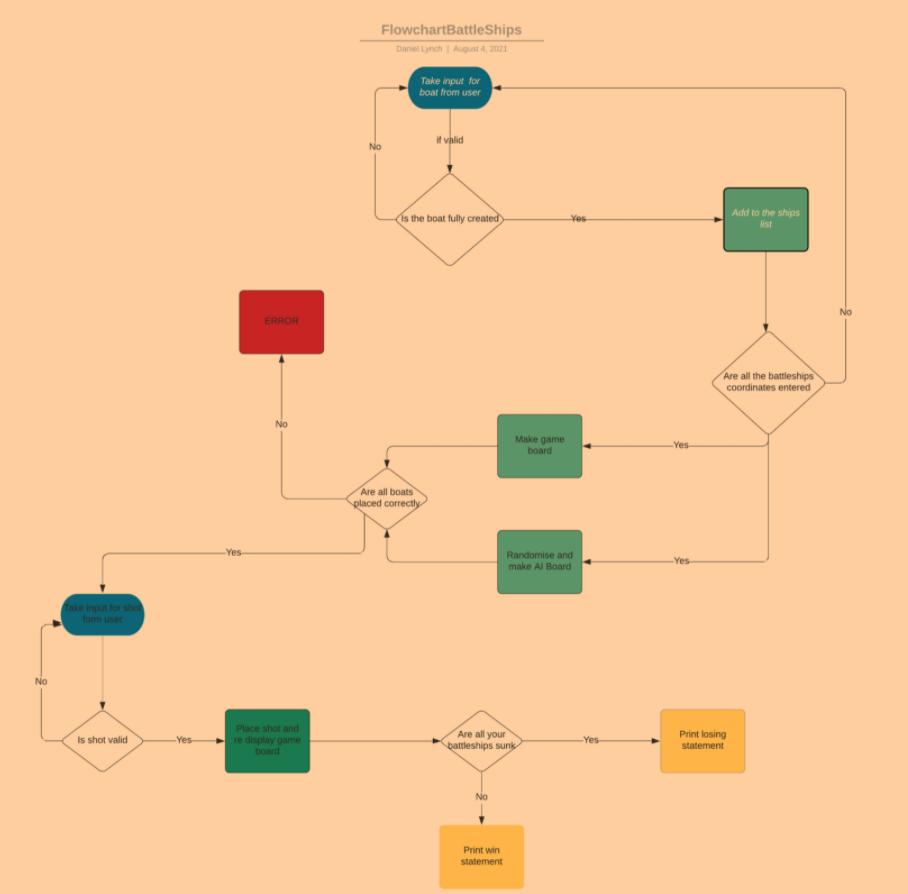 FlowchartBattleShips
Daniel Lynch | August 4, 2021
Take input for
boat from user
if valid
No
Is the boat fully created
Yes
Add to the ships
list
ERROR
No
Are all the battleships
coordinates entered
No
Make game
board
Yes
Are all boats
placed correctly
Yes
Randomise and
make AI Board
Yes
Take input for shot
form user
No
Is shot valid
Yes
Place shot and
re display game
board
Are all your
battleships sunk
Yes
Print losing
statement
No
Print win
statement